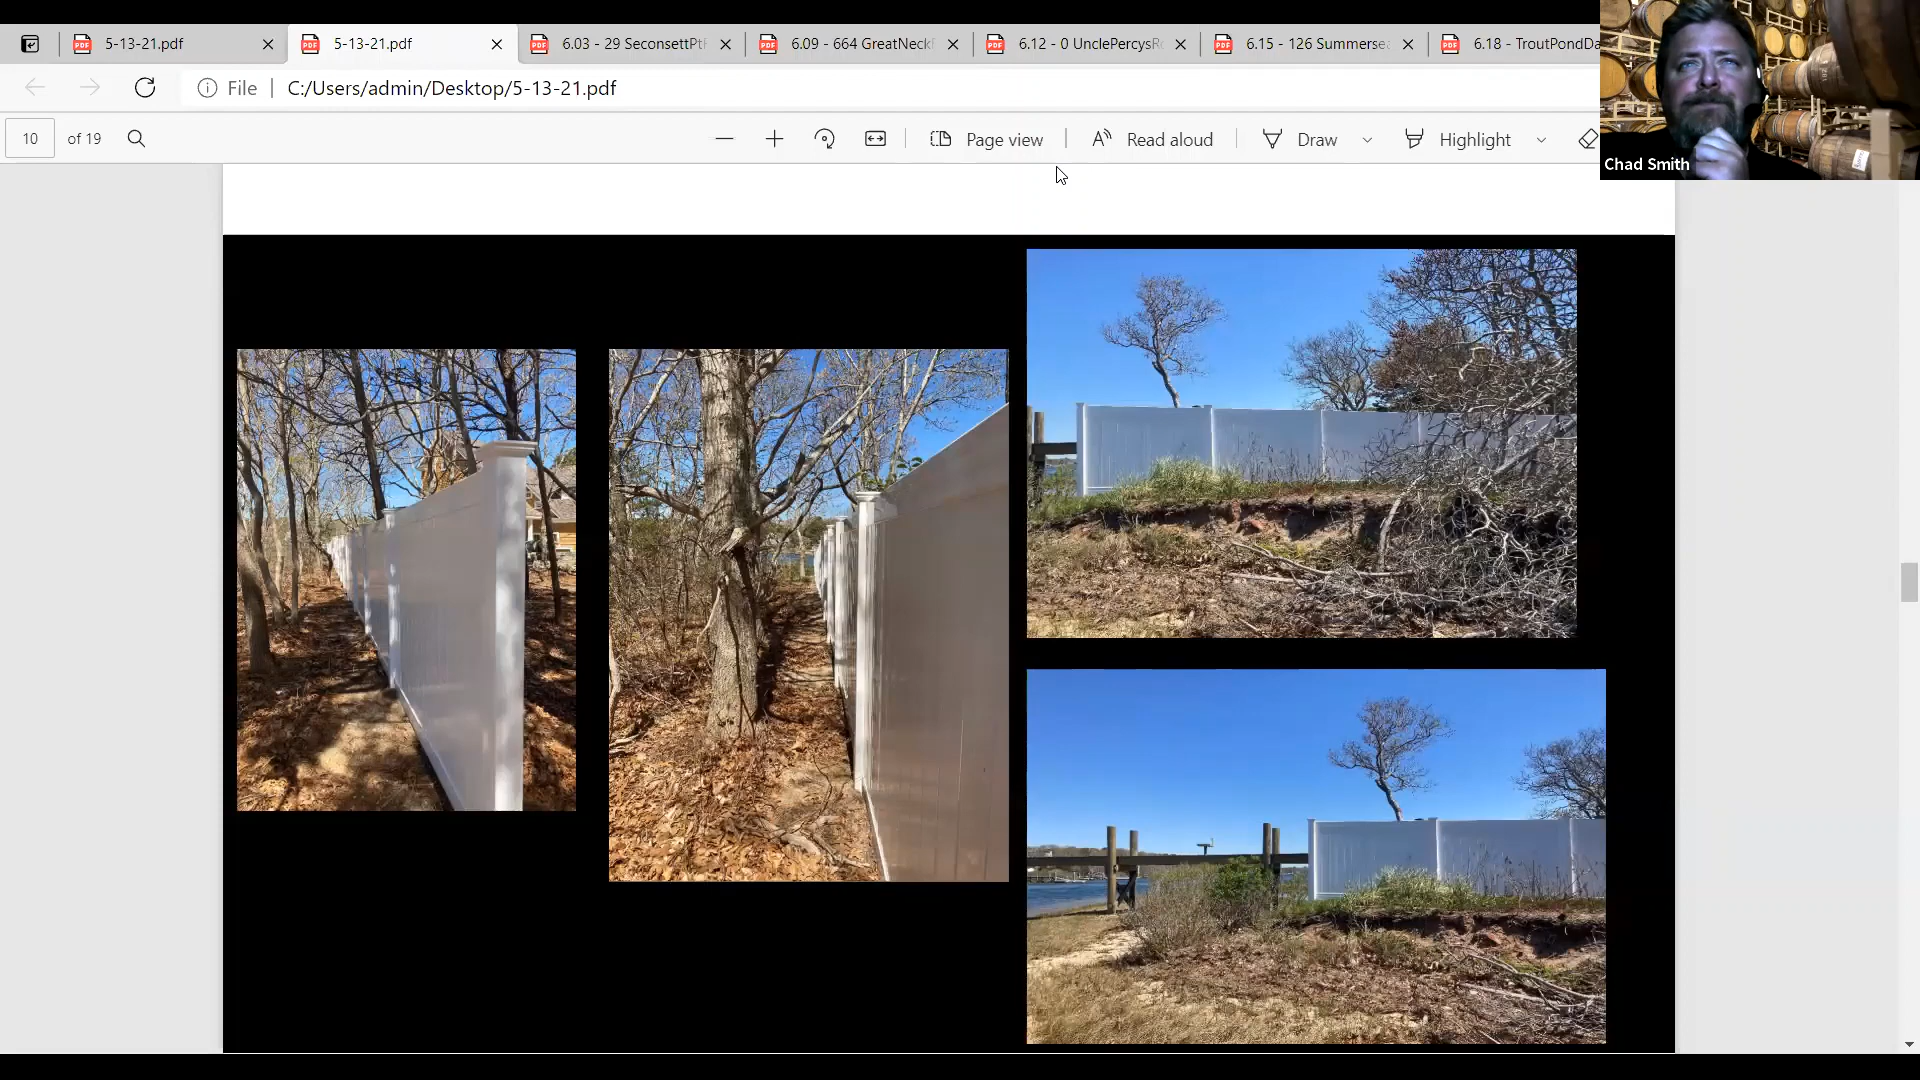 5-13-21.pdf
5-13-21.pdf
6.03 - 29 SeconsettPt
6.09 - 664 GreatNeck
6.12 - 0 UnclePercysR
6.15 - 126 Summersea
6.18 - TroutPondDa
File
C:/Users/admin/Desktop/5-13-21.pdf
10
of 19
Page view
Read aloud
Draw
Highlight
Chad Smith